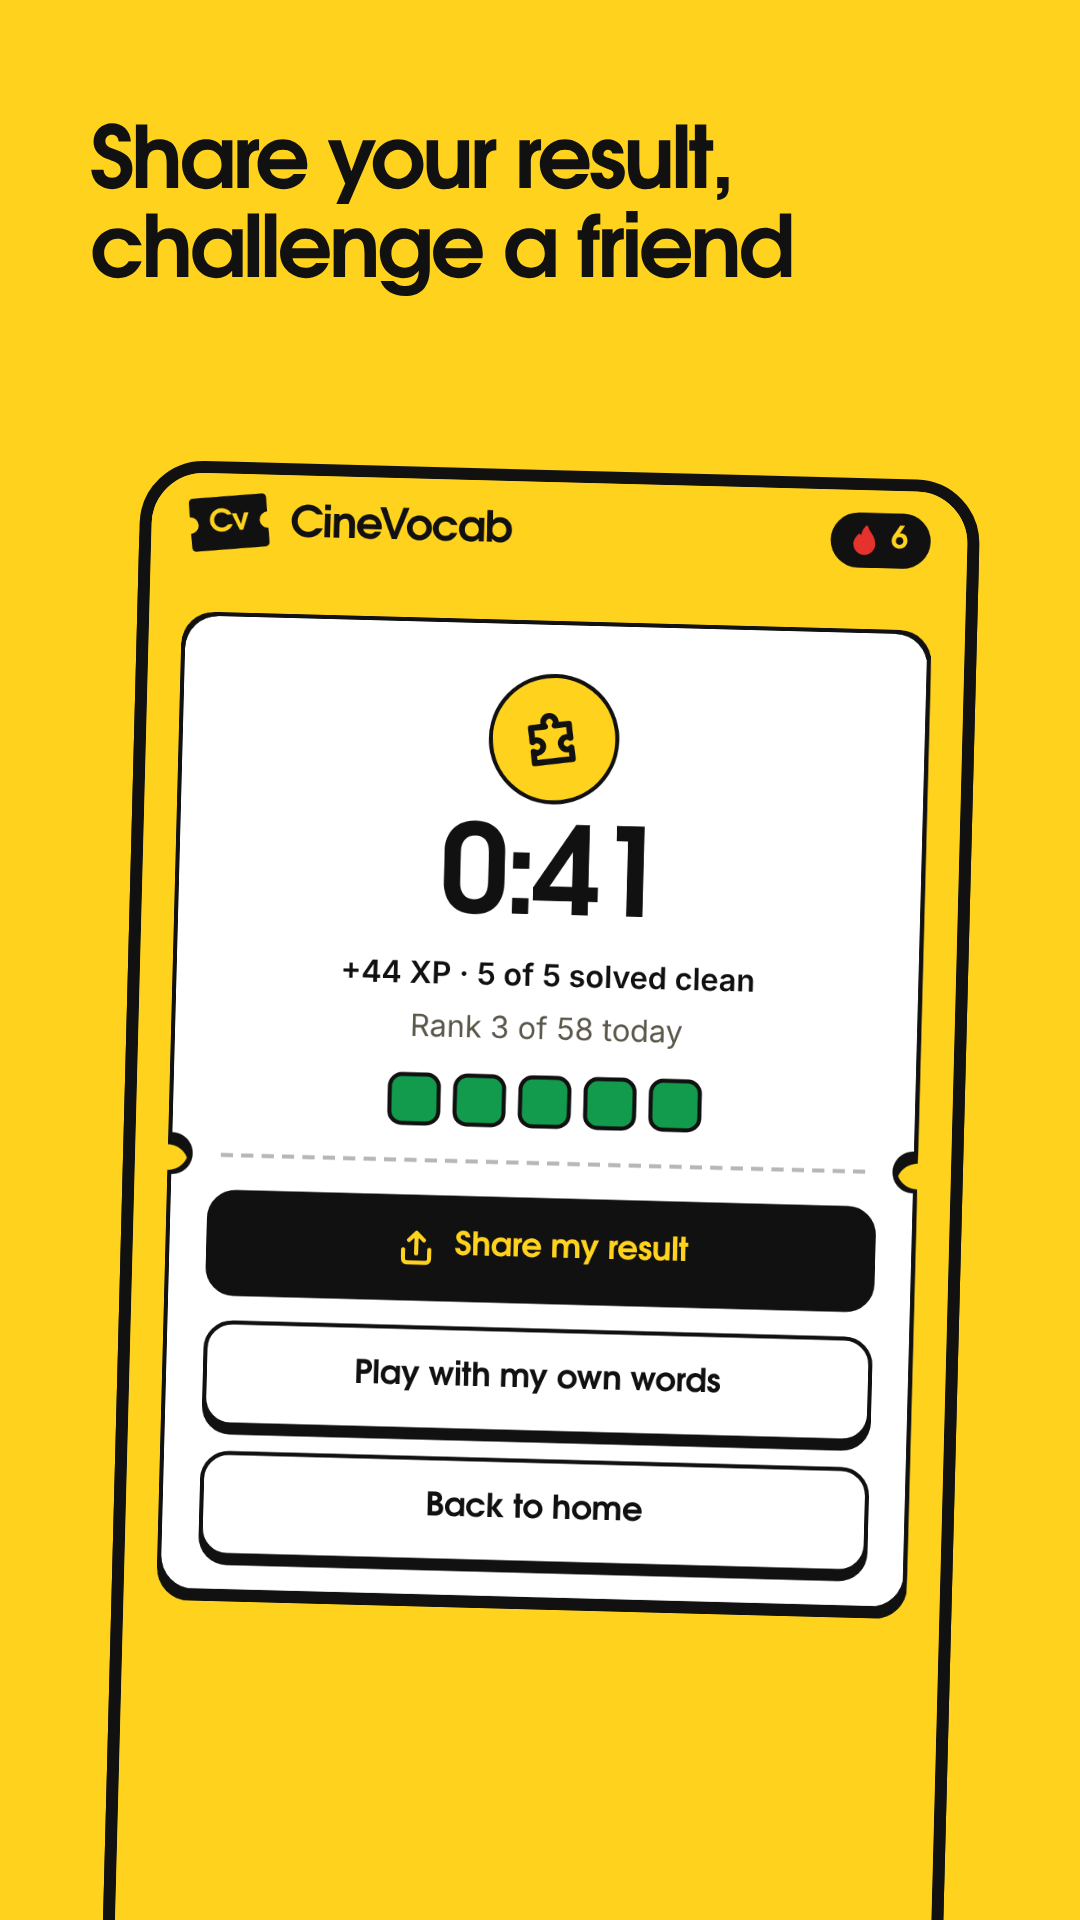 Share your result,
challenge a friend
Cv CineVocab
6
0:41
+44 XP · 5 of 5 solved clean
Rank 3 of 58 today
Share my result
Play with my own words
Back to home